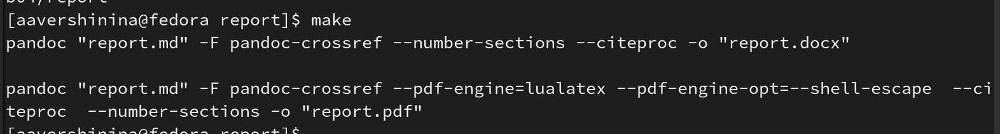 [aavershinina@fedora report]$ make
pandoc "report.md" -F pandoc-crossref --number-sections --citeproc -o "report.docx"
pandoc "report.md" -F pandoc-crossref --pdf-engine=lualatex --pdf-engine-opt=--shell-escape  --ci
teproc  --number-sections -o "report.pdf"
[aavershinina@fedora report]$